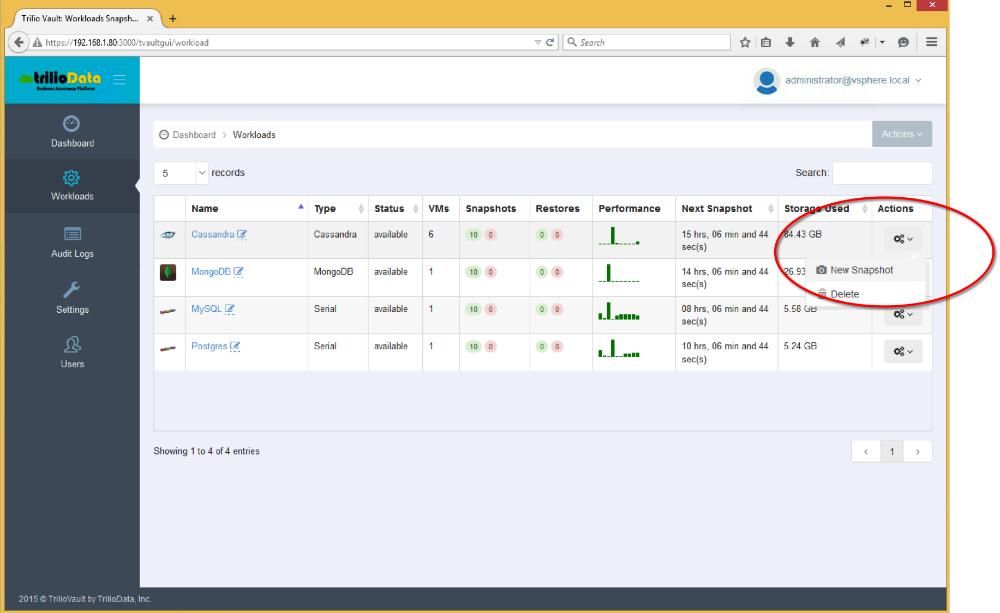 Trilio Vault: Workloads Snapsh...
https://192.168.1.80:3000/tvaultgui/workload
Search
trilioData
Business Assurance Platform
administrator@vsphere.local
Dashboard
Workloads
Audit Logs
Settings
Users
Dashboard > Workloads
Actions
5 records
Search:
Name Type Status VMs Snapshots Restores Performance Next Snapshot Storage Used Actions
Cassandra Cassandra available 6 10 0 0 0 15 hrs, 06 min and 44 84.43 GB
sec(s)
New Snapshot
Delete
MongoDB MongoDB available 1 10 0 0 0 14 hrs, 06 min and 44 26.93
sec(s)
MySQL Serial available 1 10 0 0 0 08 hrs, 06 min and 44 5.58 GB
sec(s)
Postgres Serial available 1 10 0 0 0 10 hrs, 06 min and 44 5.24 GB
sec(s)
Showing 1 to 4 of 4 entries
< 1 >
2015 © TrilioVault by TrilioData, Inc.